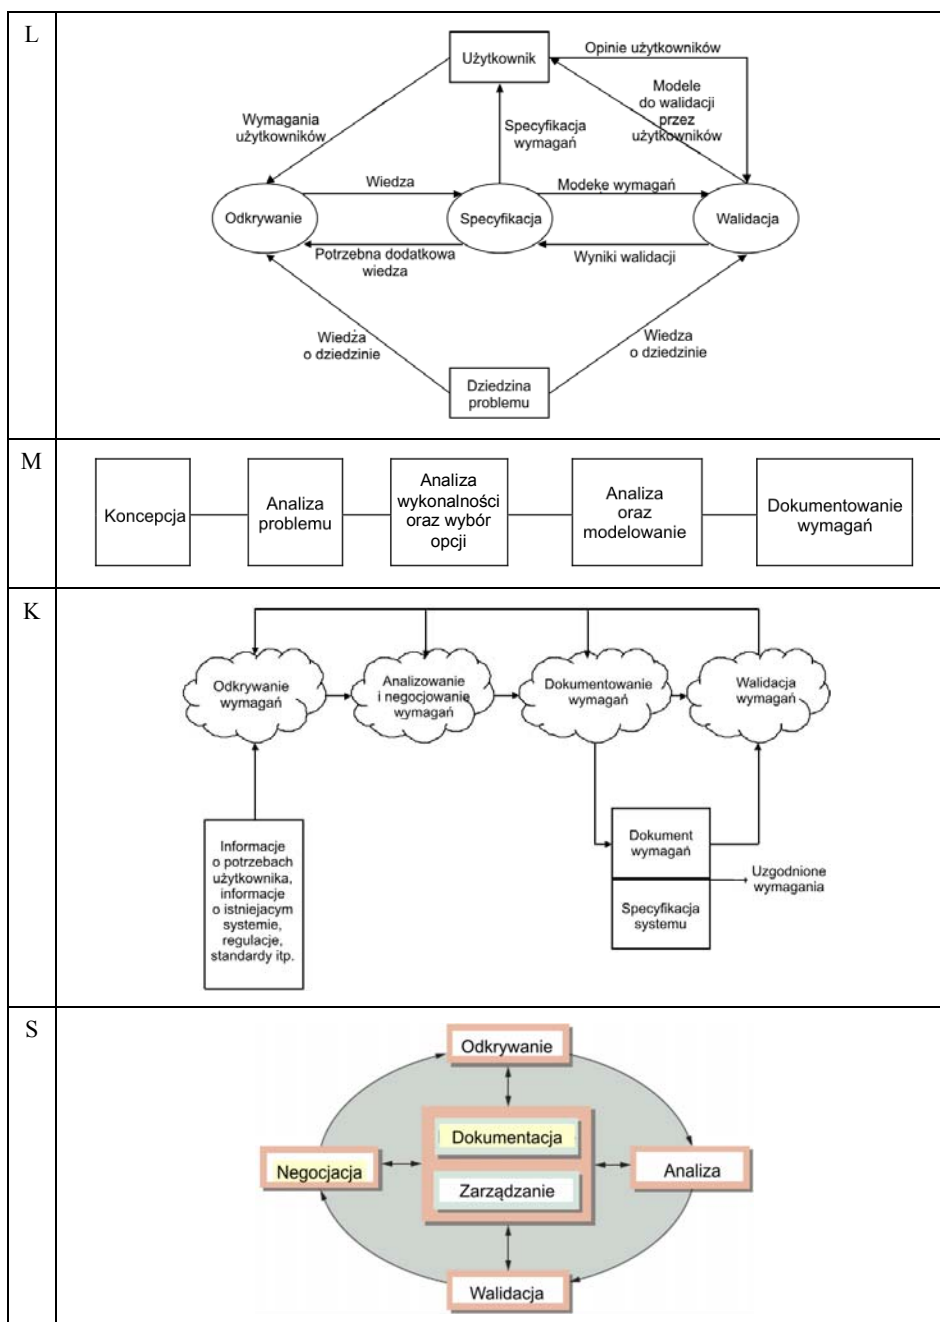 L
Użytkownik
Opinie użytkowników
Modele
do walidacji
przez
użytkowników
Wymagania
użytkowników
Specyfikacja
wymagań
Wiedza
Modeke wymagań
Odkrywanie
Specyfikacja
Walidacja
Potrzebna dodatkowa
wiedza
Wyniki walidacji
Wiedża
o dziedzinie
Wiedza
o dziedzinie
Dziedzina
problemu
M
Koncepcja
Analiza
problemu
Analiza
wykonalności
oraz wybór
opcji
Analiza
oraz
modelowanie
Dokumentowanie
wymagań
K
Odkrywanie
wymagań
Analizowanie
i negocjowanie
wymagań
Dokumentowanie
wymagań
Walidacja
wymagań
Informacje
o potrzebach
użytkownika,
informacje
o istniejacym
systemie,
regulacje,
standardy itp.
Dokument
wymagań
Specyfikacja
systemu
Uzgodnione
wymagania
S
Odkrywanie
Dokumentacja
Negocjacja
Zarządzanie
Analiza
Walidacja